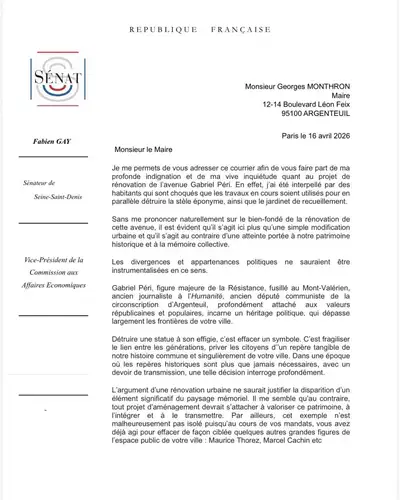 REPUBLIQUE FRANÇAISE
SÉNAT
Monsieur Georges MONTHRON
Maire
12-14 Boulevard Léon Feix
95100 ARGENTEUIL
Fabien GAY
Paris le 16 avril 2026
Monsieur le Maire
Sénateur de
Seine-Saint-Denis
Vice-Président de la
Commission aux
Affaires Economiques
-
Je me permets de vous adresser ce courrier afin de vous faire part de ma
profonde indignation et de ma vive inquiétude quant au projet de
rénovation de l'avenue Gabriel Péri. En effet, j'ai été interpellé par des
habitants qui sont choqués que les travaux en cours soient utilisés pour en
parallèle détruire la stèle éponyme, ainsi que le jardinet de recueillement.
Sans me prononcer naturellement sur le bien-fondé de la rénovation de
cette avenue, il est évident qu'il s'agit ici plus qu'une simple modification
urbaine et qu'il s'agit au contraire d'une atteinte portée à notre patrimoine
historique et à la mémoire collective.
Les divergences et appartenances politiques ne sauraient être
instrumentalisées en ce sens.
Gabriel Péri, figure majeure de la Résistance, fusillé au Mont-Valérien,
ancien journaliste à l'Humanité, ancien député communiste de la
circonscription d'Argenteuil, profondément attaché aux valeurs
républicaines et populaires, incarne un héritage politique, qui dépasse
largement les frontières de votre ville.
Détruire une statue à son effigie, c'est effacer un symbole. C'est fragiliser
le lien entre les générations, priver les citoyens d''un repère tangible de
notre histoire commune et singulièrement de votre ville. Dans une époque
où les repères historiques sont plus que jamais nécessaires, avec un
devoir de transmission, une telle décision interroge profondément.
L'argument d'une rénovation urbaine ne saurait justifier la disparition d'un
élément significatif du paysage mémoriel. Il me semble qu'au contraire,
tout projet d'aménagement devrait s'attacher à valoriser ce patrimoine, à
l'intégrer et à le transmettre. Par ailleurs, cet exemple n'est
malheureusement pas isolé puisqu'au cours de vos mandats, vous avez
déjà agi pour effacer de façon ciblée quelques autres grandes figures de
l'espace public de votre ville : Maurice Thorez, Marcel Cachin etc